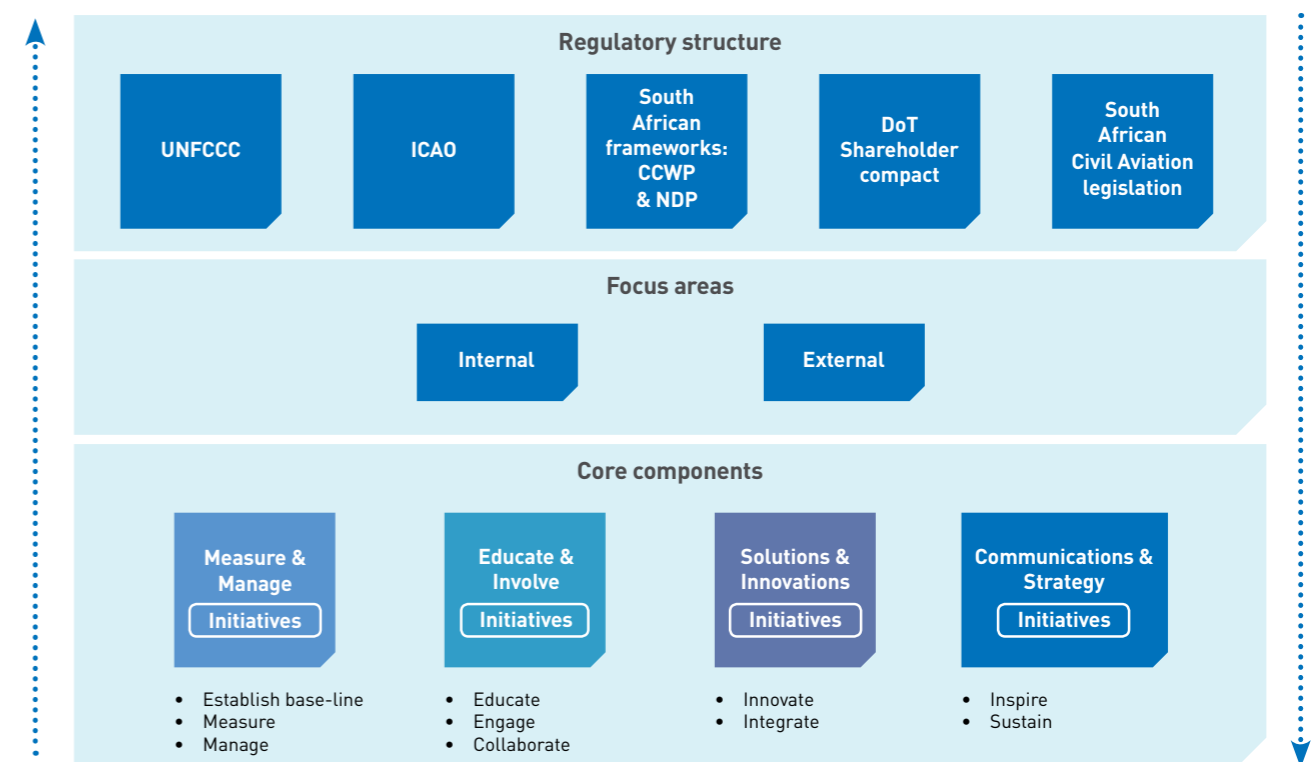 Regulatory structure
UNFCCC
ICAO
South
African
frameworks:
CCWP
& NDP
DoT
Shareholder
compact
South
African
Civil Aviation
legislation
Focus areas
Internal
External
Core components
Measure &
Manage
Initiatives
• Establish base-line
• Measure
• Manage
Educate &
Involve
Initiatives
• Educate
• Engage
• Collaborate
Solutions &
Innovations
Initiatives
• Innovate
• Integrate
Communications &
Strategy
Initiatives
• Inspire
• Sustain